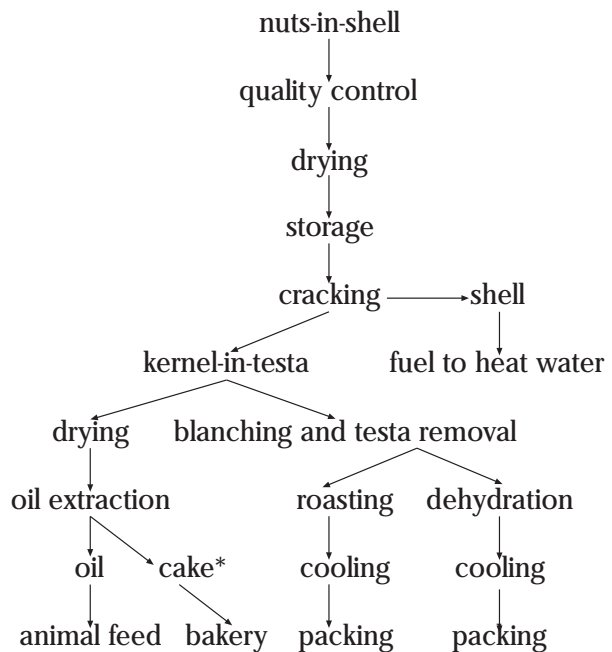 nuts-in-shell
quality control
drying
storage
cracking shell
kernel-in-testa fuel to heat water
drying blanching and testa removal
oil extraction roasting dehydration
oil cake* cooling cooling
animal feed bakery packing packing